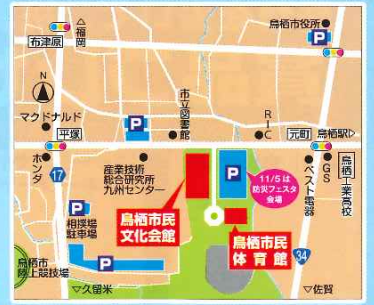 △福岡
布津原
鳥栖市役所
P
N
マクドナルド
平塚
P
市立図書館
RIC
元町
鳥栖駅▷
ホンダ
17
産業技術
総合研究所
九州センター
P
11/5は
防災フェスタ
会場
ベスト電器
GS
鳥栖工業高校
P
相撲場
駐車場
鳥栖市民
文化会館
鳥栖市民
体育館
鳥栖市
陸上競技場
P
34
▽久留米
▽佐賀